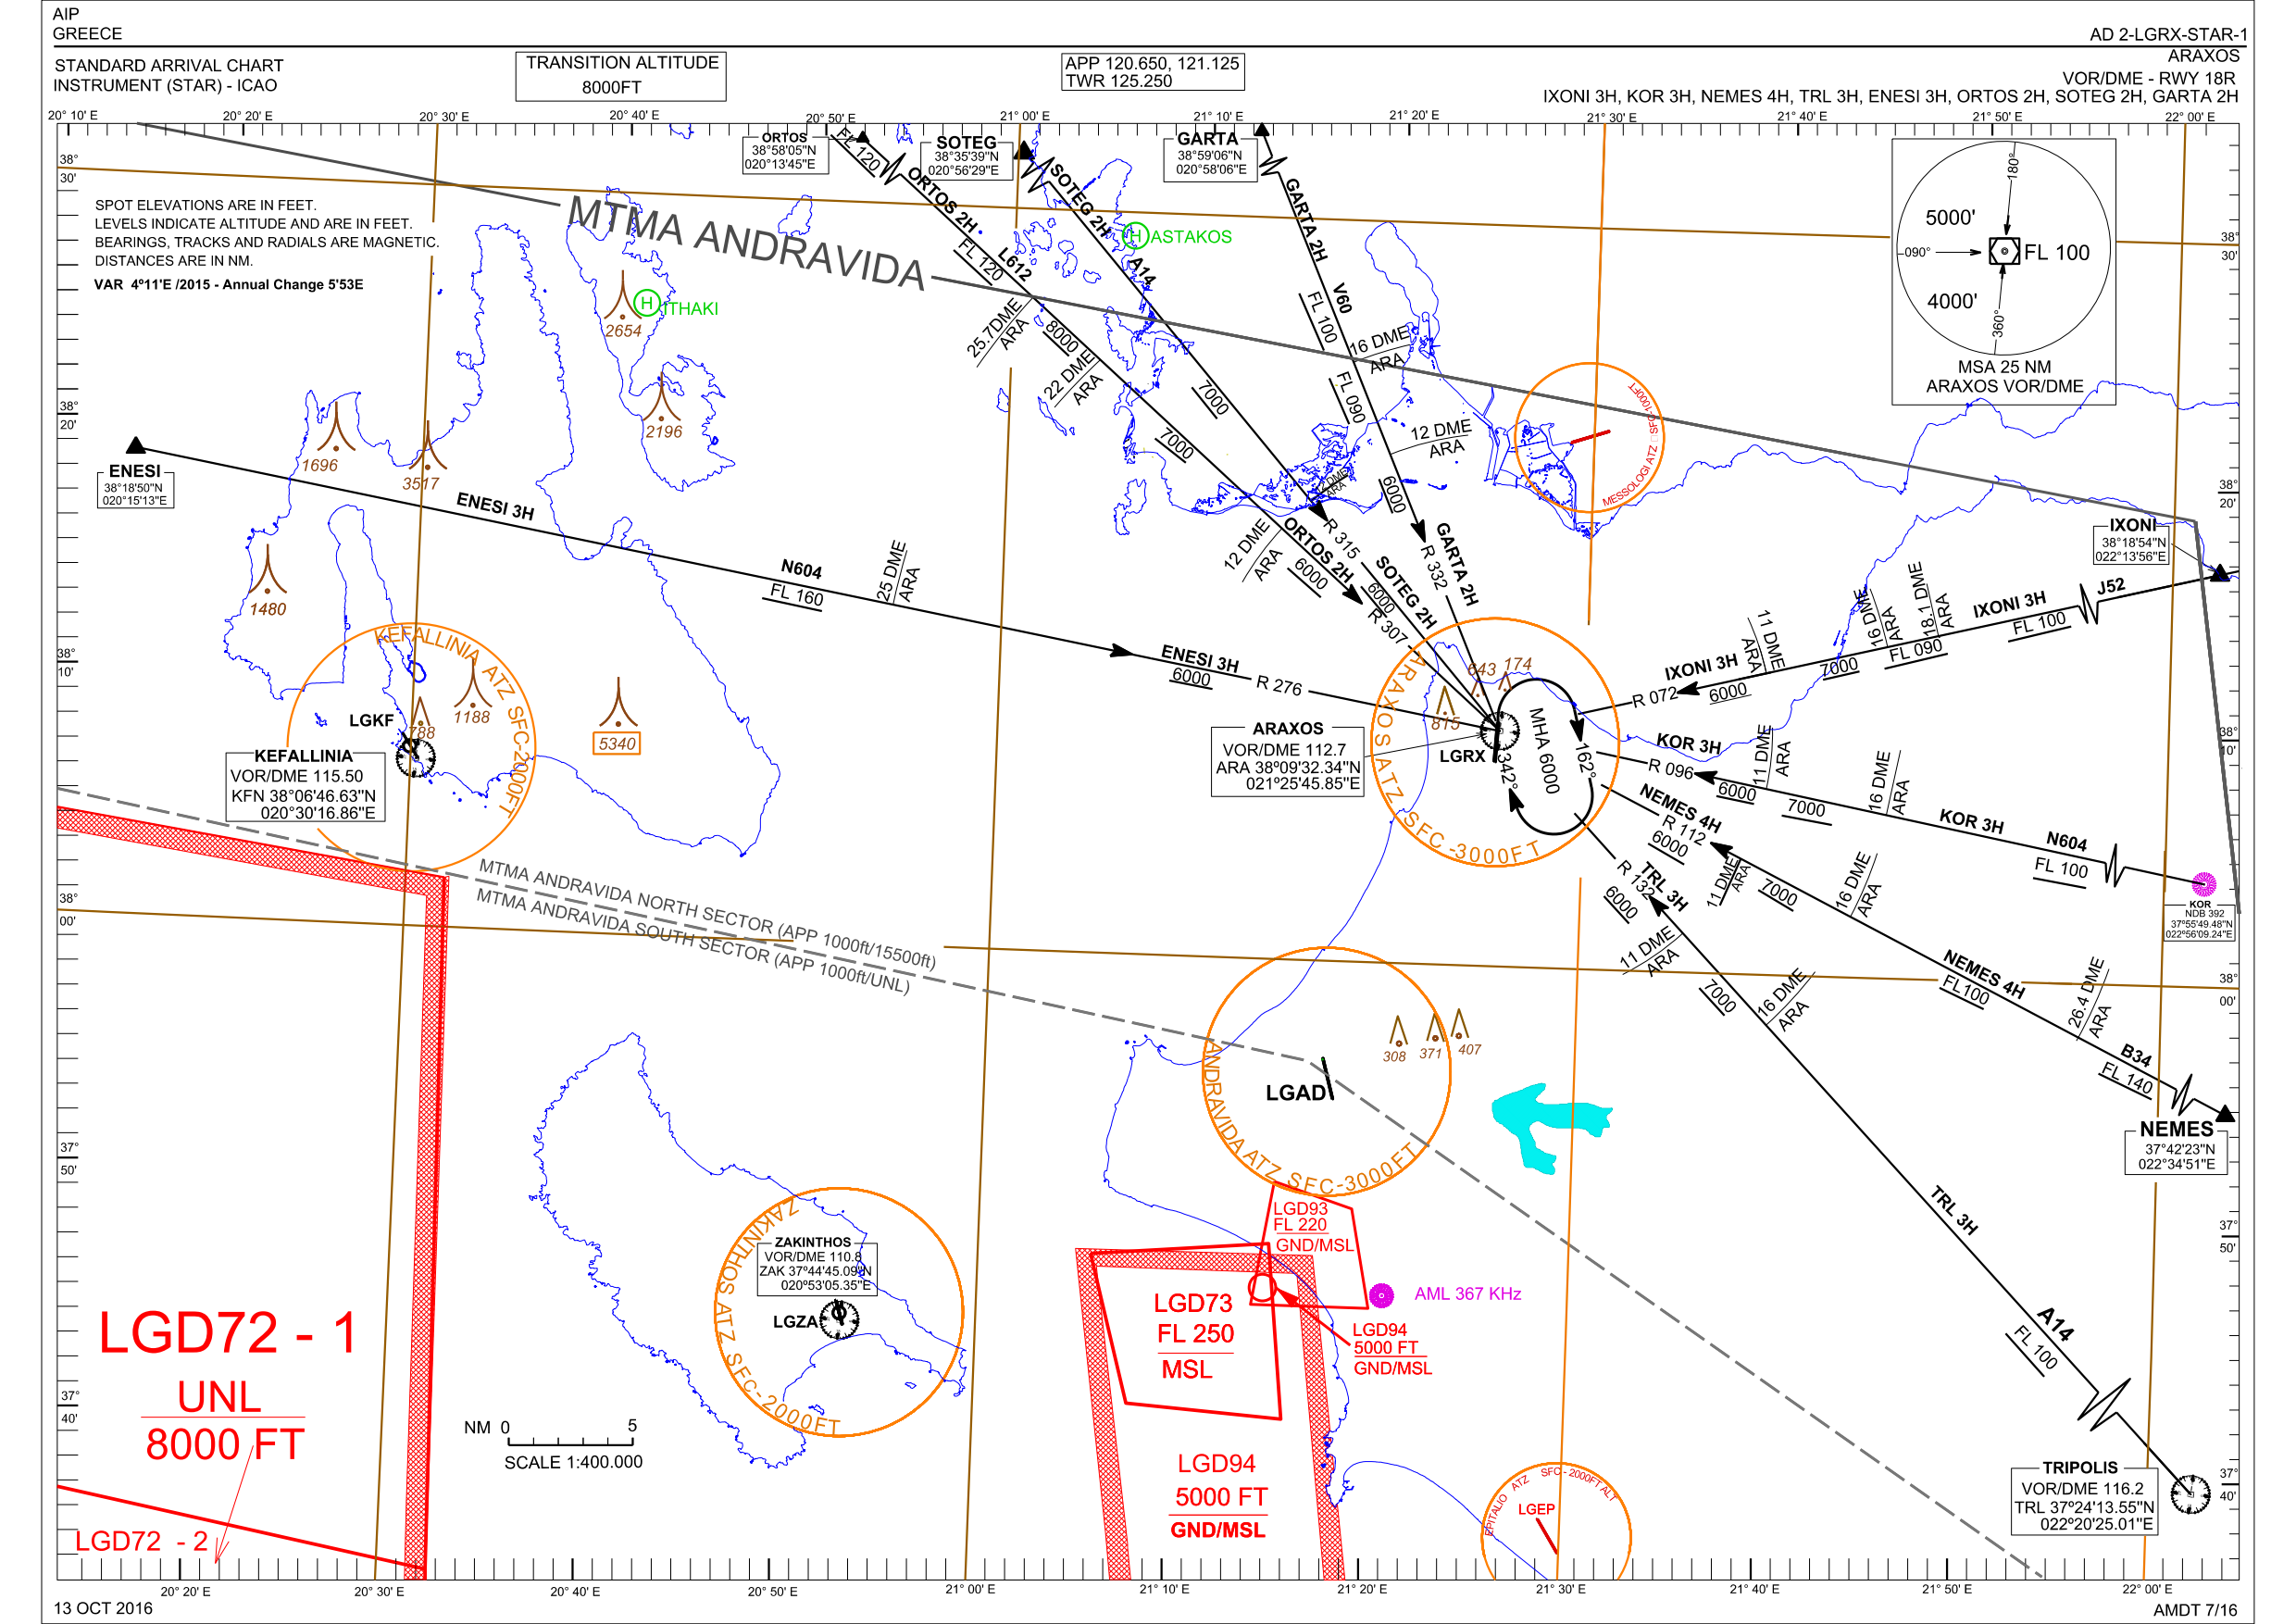 AIP
GREECE
AD 2-LGRX-STAR-1
ARAXOS
STANDARD ARRIVAL CHART
INSTRUMENT (STAR) - ICAO
TRANSITION ALTITUDE
8000FT
APP 120.650, 121.125
TWR 125.250
VOR/DME - RWY 18R
IXONI 3H, KOR 3H, NEMES 4H, TRL 3H, ENESI 3H, ORTOS 2H, SOTEG 2H, GARTA 2H
20° 10' E
20° 20' E
20° 30' E
20° 40' E
20° 50' E
21° 00' E
21° 10' E
21° 20' E
21° 30' E
21° 40' E
21° 50' E
22° 00' E
38°
30'
SPOT ELEVATIONS ARE IN FEET.
LEVELS INDICATE ALTITUDE AND ARE IN FEET.
BEARINGS, TRACKS AND RADIALS ARE MAGNETIC.
DISTANCES ARE IN NM.
VAR 4º11'E /2015 - Annual Change 5'53E
ORTOS
38°58'05"N
020°13'45"E
SOTEG
38°35'39"N
020°56'29"E
GARTA
38°59'06"N
020°58'06"E
FL 120
ORTOS 2H
L612
FL 120
25.7DME
ARA
8000
22 DME
ARA
7000
12 DME
ARA
ORTOS 2H
6000
R 307
SOTEG 2H
A14
7000
12 DME
ARA
R 315
SOTEG 2H
6000
GARTA 2H
V60
FL 100
16 DME
ARA
FL 090
12 DME
ARA
6000
GARTA 2H
R 332
MTMA ANDRAVIDA
H ASTAKOS
H ITHAKI
2654
2196
1696
3517
1480
5000'
4000'
FL 100
180°
090°
360°
MSA 25 NM
ARAXOS VOR/DME
38°
30'
38°
20'
38°
20'
MESSOLOGI ATZ SFC-1000FT
ENESI
38°18'50"N
020°15'13"E
ENESI 3H
N604
FL 160
25 DME
ARA
ENESI 3H
6000
R 276
IXONI
38°18'54"N
022°13'56"E
J52
IXONI 3H
FL 100
18.1 DME
ARA
FL 090
16 DME
ARA
7000
11 DME
ARA
IXONI 3H
6000
R 072
38°
10'
38°
10'
KEFALLINIA ATZ SFC-2000FT
LGKF
788
1188
5340
KEFALLINIA
VOR/DME 115.50
KFN 38°06'46.63"N
020°30'16.86"E
ARAXOS
VOR/DME 112.7
ARA 38º09'32.34"N
021°25'45.85"E
ARAXOS ATZ SFC -3000FT
643
174
815
LGRX
342°
MHA 6000
162°
KOR 3H
R 096
6000
11 DME
ARA
7000
16 DME
ARA
KOR 3H
N604
FL 100
KOR
NDB 392
37°55'49.48"N
022°56'09.24"E
NEMES 4H
R 112
6000
11 DME
ARA
7000
16 DME
ARA
NEMES 4H
FL100
26.4 DME
ARA
B34
FL 140
NEMES
37°42'23"N
022°34'51"E
TRL 3H
R 132
6000
11 DME
ARA
7000
16 DME
ARA
TRL 3H
A14
FL 100
TRIPOLIS
VOR/DME 116.2
TRL 37º24'13.55"N
022º20'25.01"E
38°
00'
38°
00'
MTMA ANDRAVIDA NORTH SECTOR (APP 1000ft/15500ft)
MTMA ANDRAVIDA SOUTH SECTOR (APP 1000ft/UNL)
308
371
407
LGAD
ANDRAVIDA ATZ SFC-3000FT
37°
50'
37°
50'
ZAKINTHOS ATZ SFC-2000FT
ZAKINTHOS
VOR/DME 110.8
ZAK 37°44'45.09"N
020°53'05.35"E
LGZA
LGD93
FL 220
GND/MSL
LGD73
FL 250
MSL
AML 367 KHz
LGD94
5000 FT
GND/MSL
LGD94
5000 FT
GND/MSL
LGD72 - 1
UNL
8000 FT
LGD72 - 2
37°
40'
37°
40'
NM 0 5
SCALE 1:400.000
EPITALIO ATZ SFC - 2000FT ALT
LGEP
20° 20' E
20° 30' E
20° 40' E
20° 50' E
21° 00' E
21° 10' E
21° 20' E
21° 30' E
21° 40' E
21° 50' E
22° 00' E
13 OCT 2016
AMDT 7/16